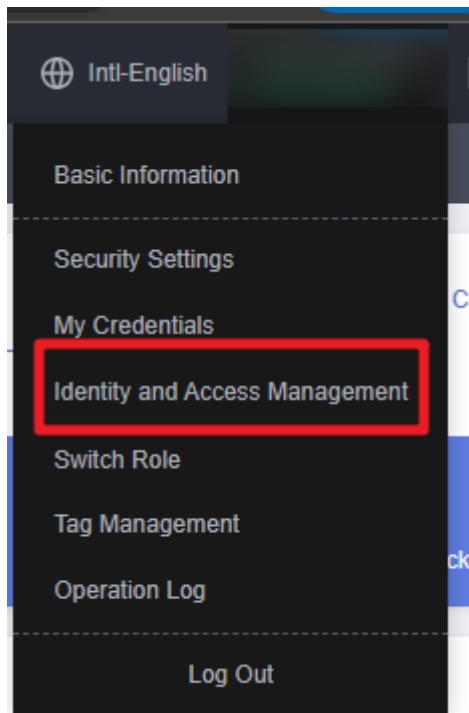 Intl-English
Basic Information
Security Settings
My Credentials
Identity and Access Management
Switch Role
Tag Management
Operation Log
Log Out